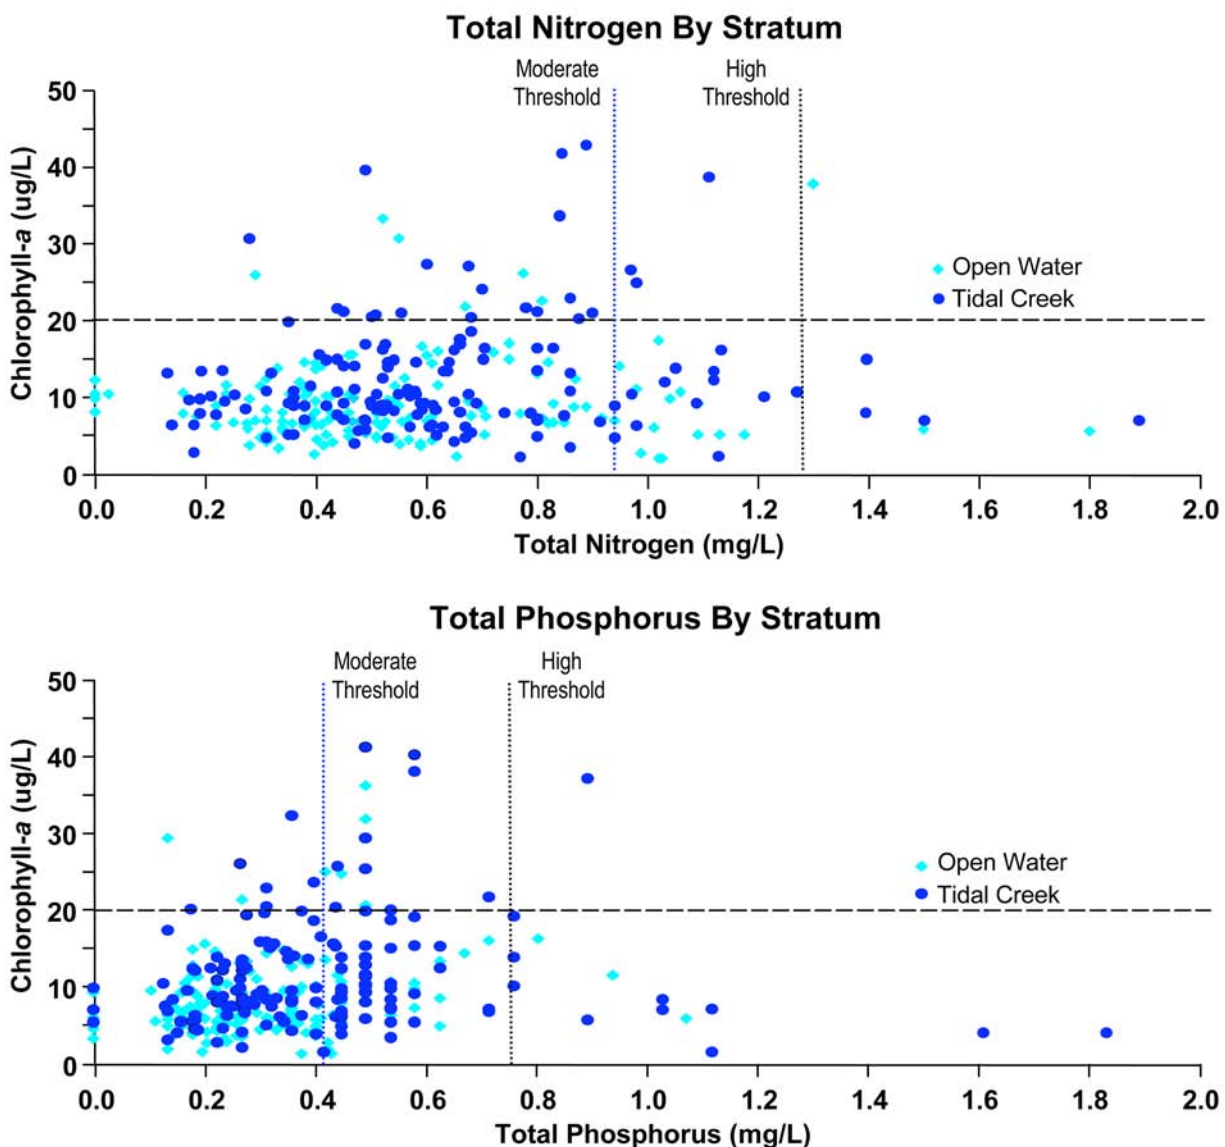 Total Nitrogen By Stratum
Moderate
Threshold
High
Threshold
50
40
30
20
10
0
Chlorophyll-a (ug/L)
Open Water
Tidal Creek
0.0 0.2 0.4 0.6 0.8 1.0 1.2 1.4 1.6 1.8 2.0
Total Nitrogen (mg/L)
Total Phosphorus By Stratum
Moderate
Threshold
High
Threshold
50
40
30
20
10
0
Chlorophyll-a (ug/L)
Open Water
Tidal Creek
0.0 0.2 0.4 0.6 0.8 1.0 1.2 1.4 1.6 1.8 2.0
Total Phosphorus (mg/L)